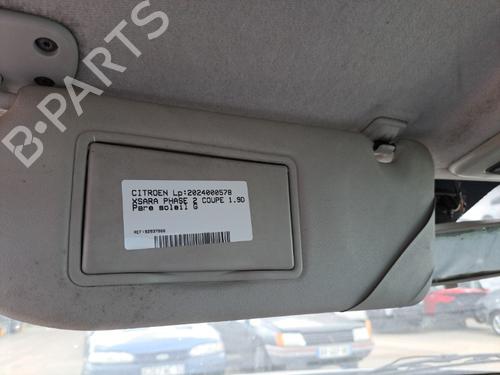 B-PARTS
CITROEN Lp:2024000578
XSARA PHASE 2 COUPE 1.9D
Pare soleil G